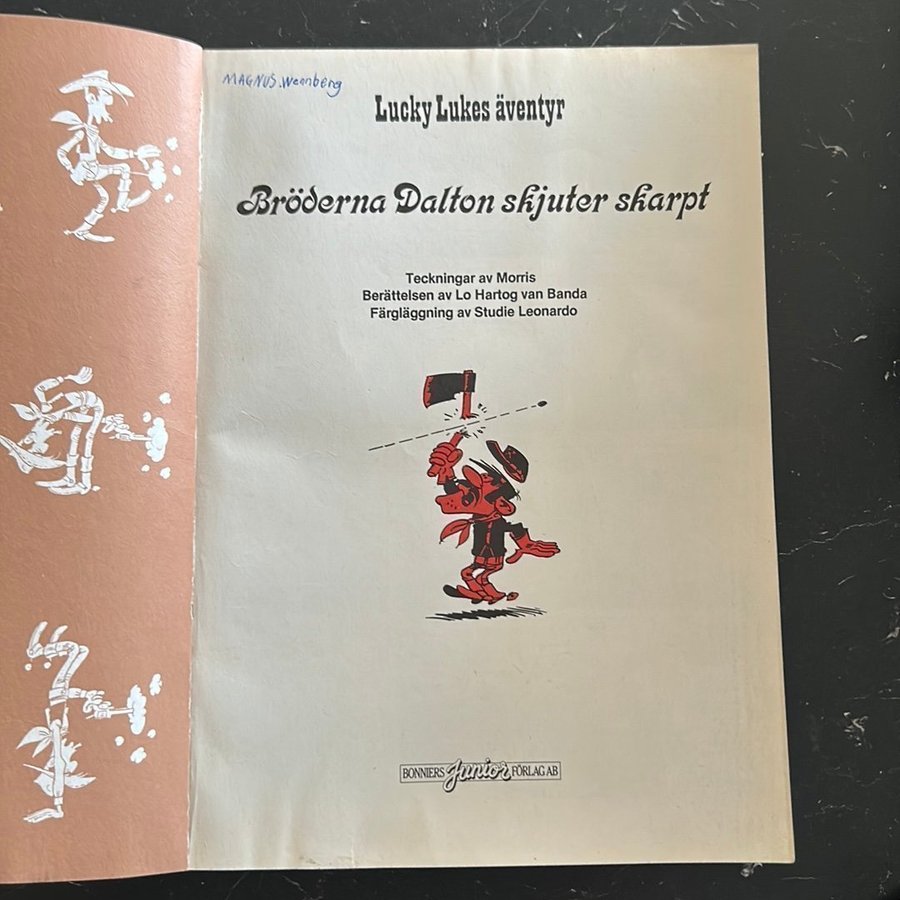 MAGNUS. Wennberg
Lucky Lukes äventyr
Bröderna Dalton skjuter skarpt
Teckningar av Morris
Berättelsen av Lo Hartog van Banda
Färgläggning av Studie Leonardo
BONNIERS Junior FÖRLAG AB